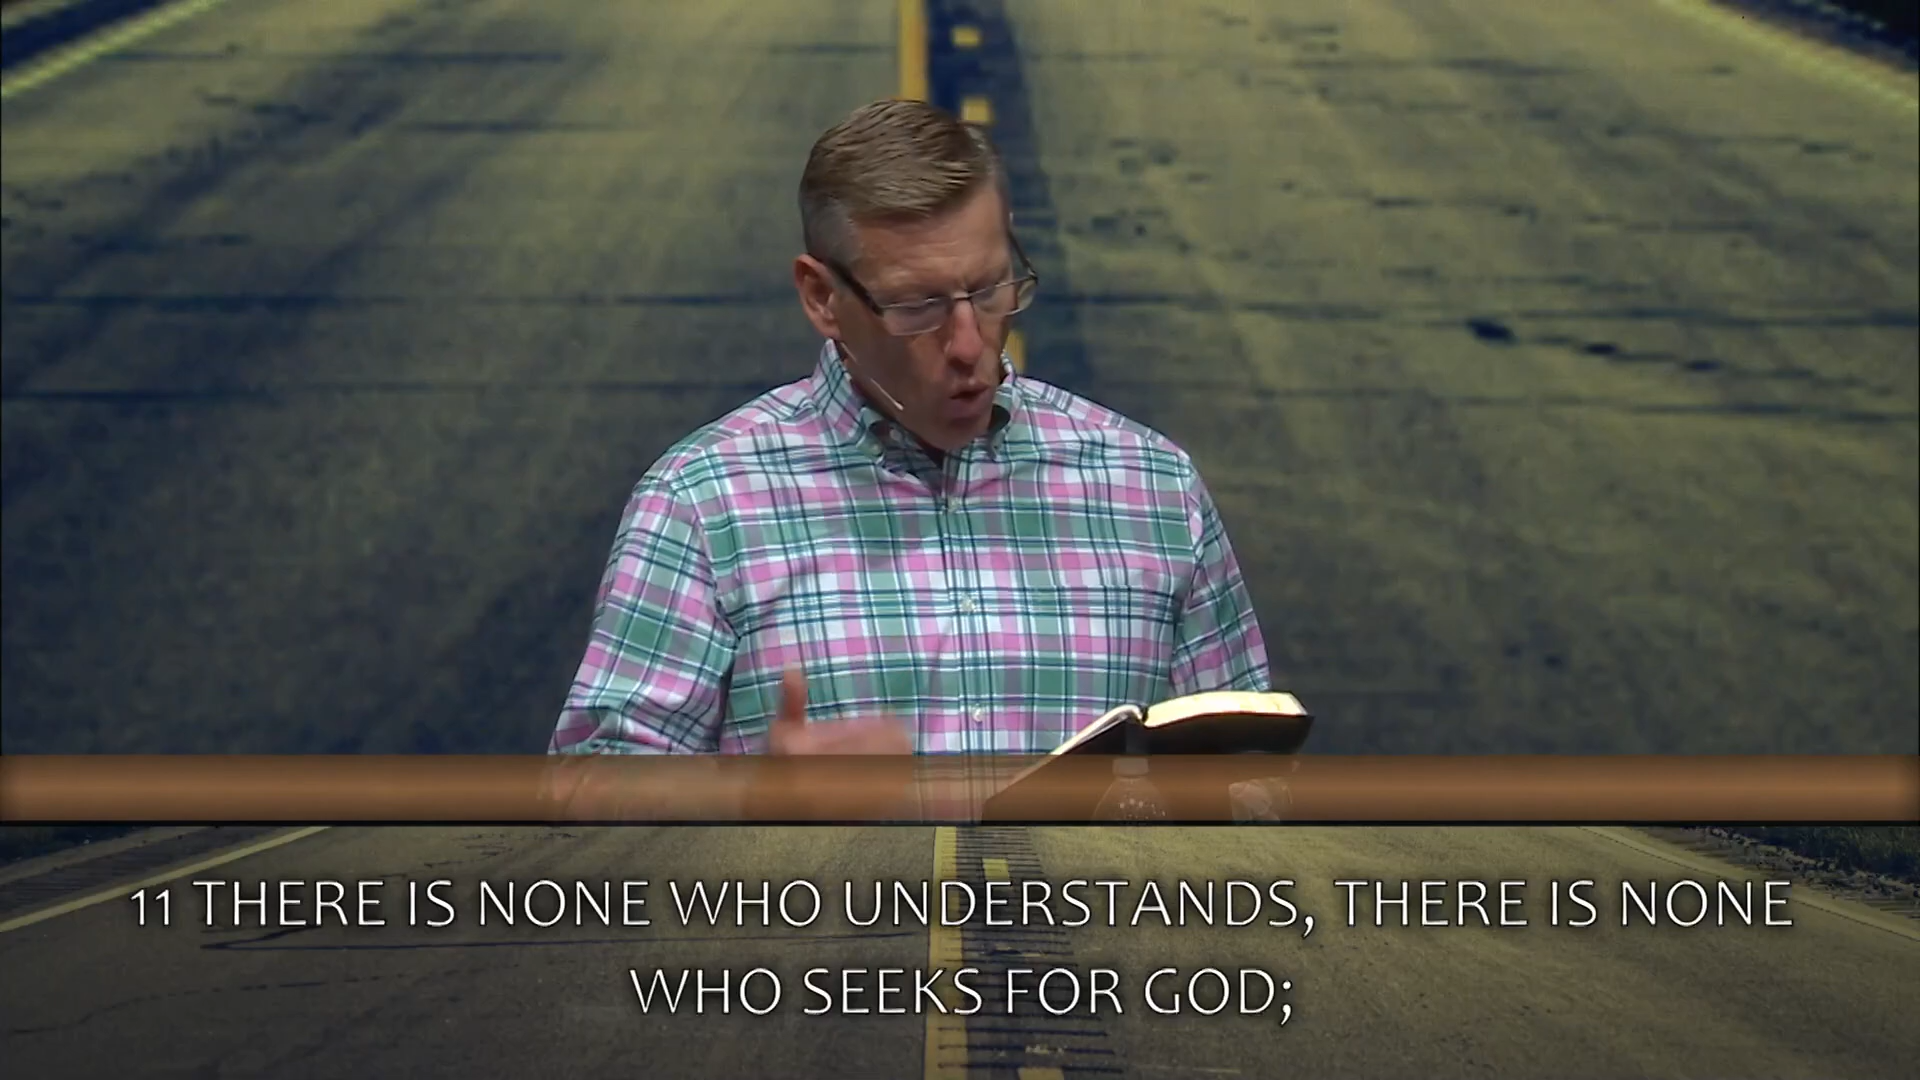 11 THERE IS NONE WHO UNDERSTANDS, THERE IS NONE
WHO SEEKS FOR GOD;